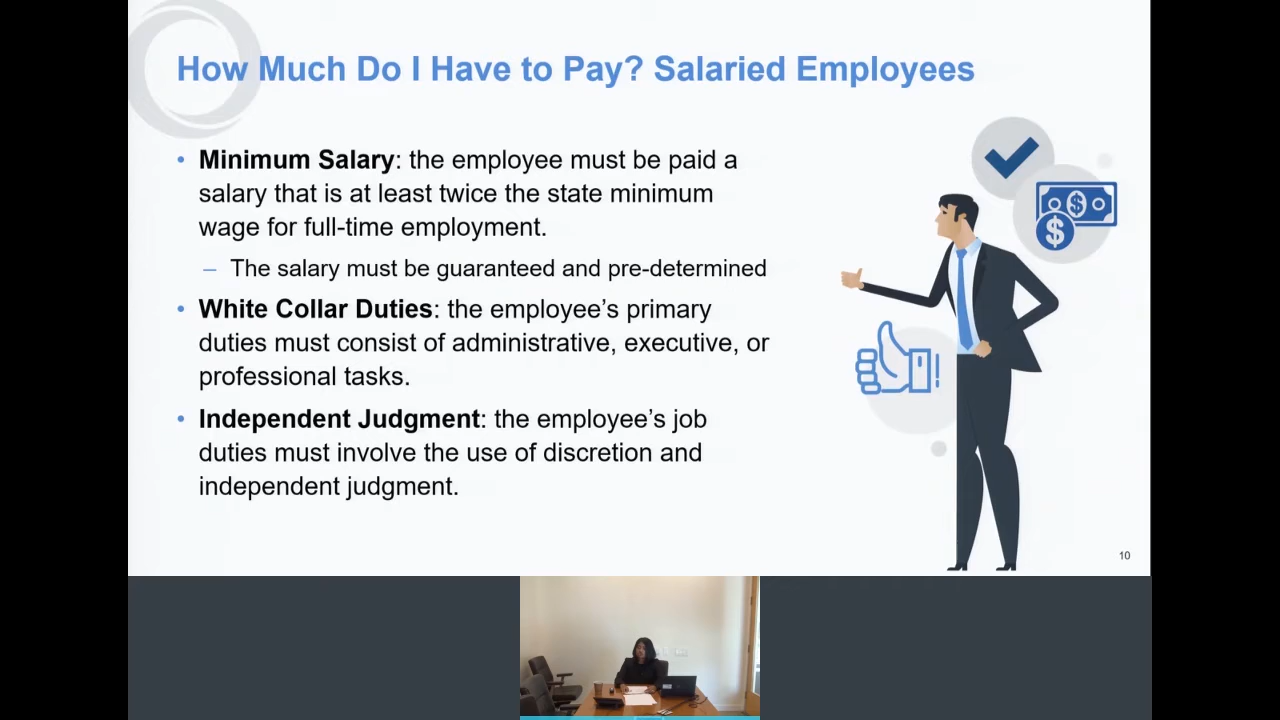 How Much Do I Have to Pay? Salaried Employees
• Minimum Salary: the employee must be paid a
salary that is at least twice the state minimum
wage for full-time employment.
– The salary must be guaranteed and pre-determined
• White Collar Duties: the employee’s primary
duties must consist of administrative, executive, or
professional tasks.
• Independent Judgment: the employee’s job
duties must involve the use of discretion and
independent judgment.
$
$
10